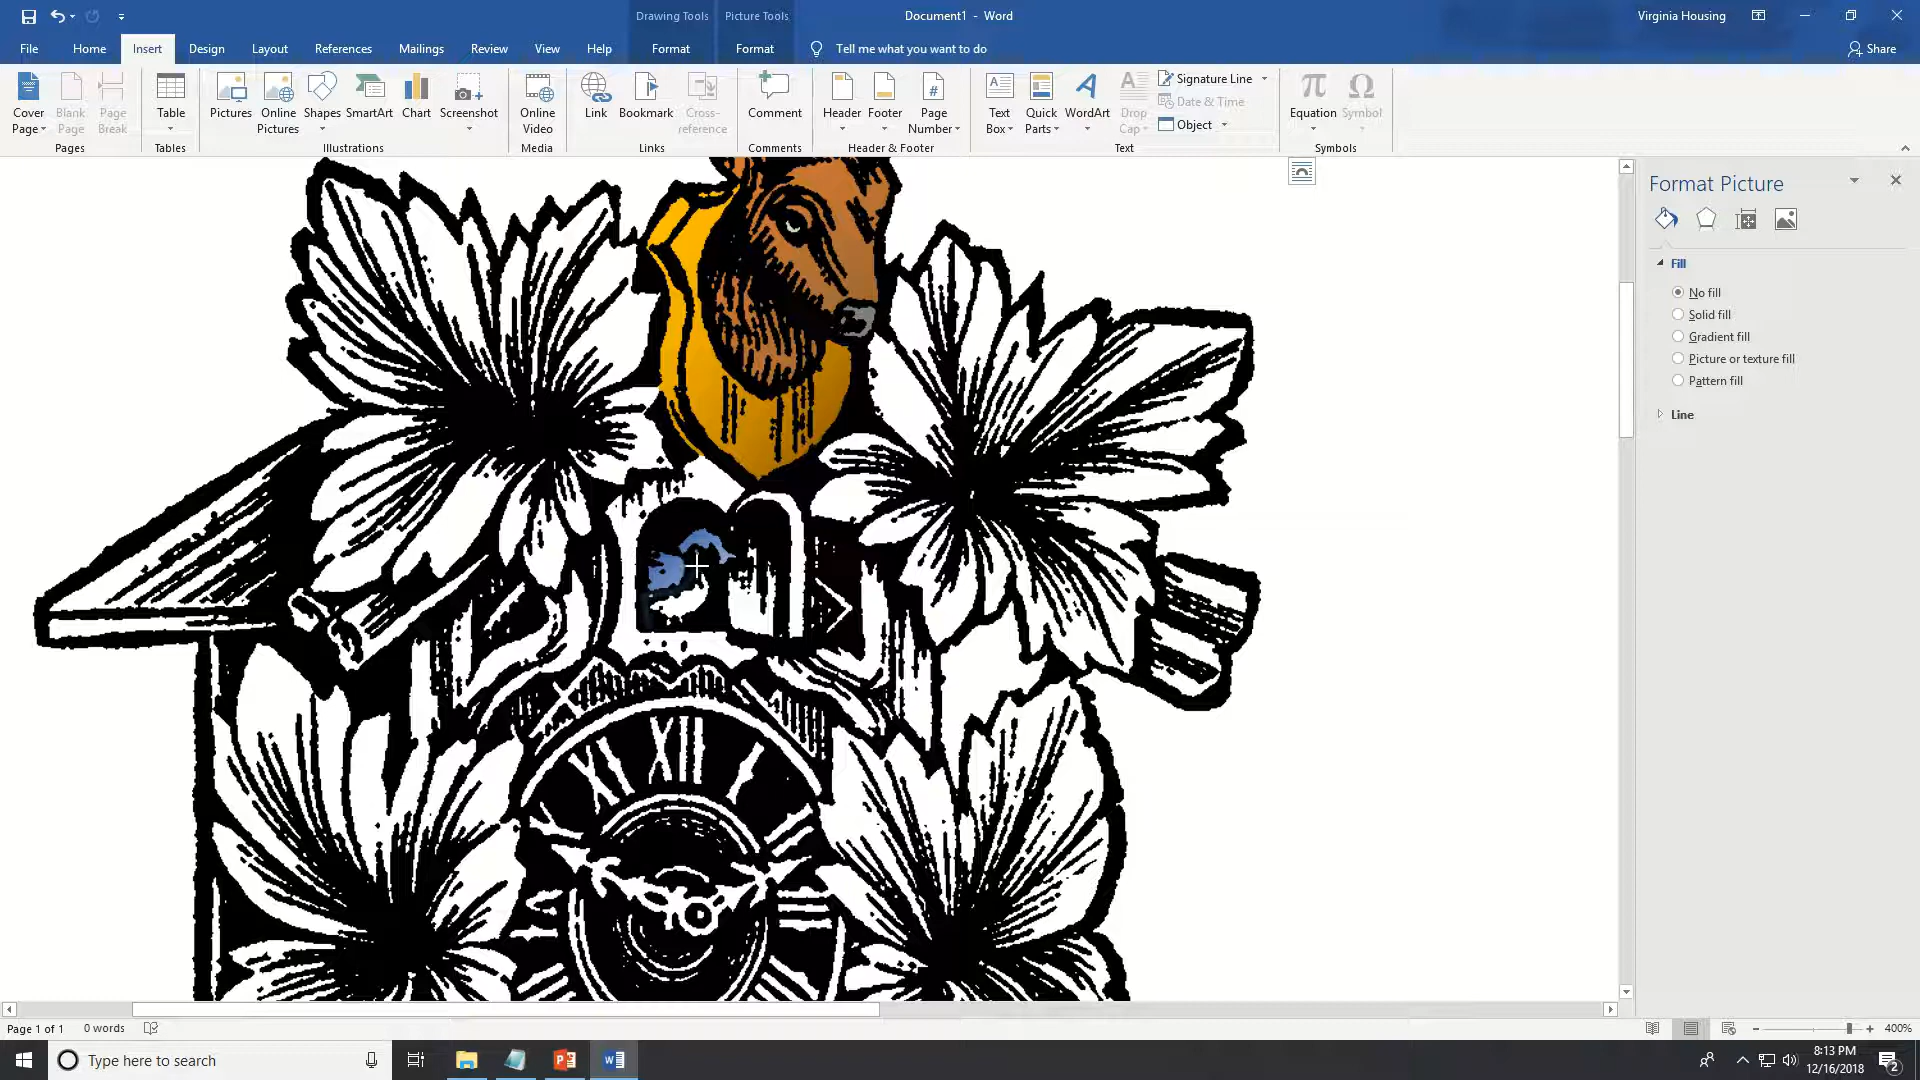 Drawing Tools Picture Tools Document1 - Word Virginia Housing
File Home Insert Design Layout References Mailings Review View Help Format Format Tell me what you want to do Share
Cover Page Blank Page Page Break Table Pictures Online Pictures Shapes SmartArt Chart Screenshot Online Video Link Bookmark Cross-reference Comment Header Footer Page Number Text Box Quick Parts WordArt Drop Cap Signature Line Date & Time Object Equation Symbol
Pages Tables Illustrations Media Links Comments Header & Footer Text Symbols
Format Picture
Fill
No fill
Solid fill
Gradient fill
Picture or texture fill
Pattern fill
Line
XI XII I
Page 1 of 1 0 words 400%
Type here to search
8:13 PM
12/16/2018
2